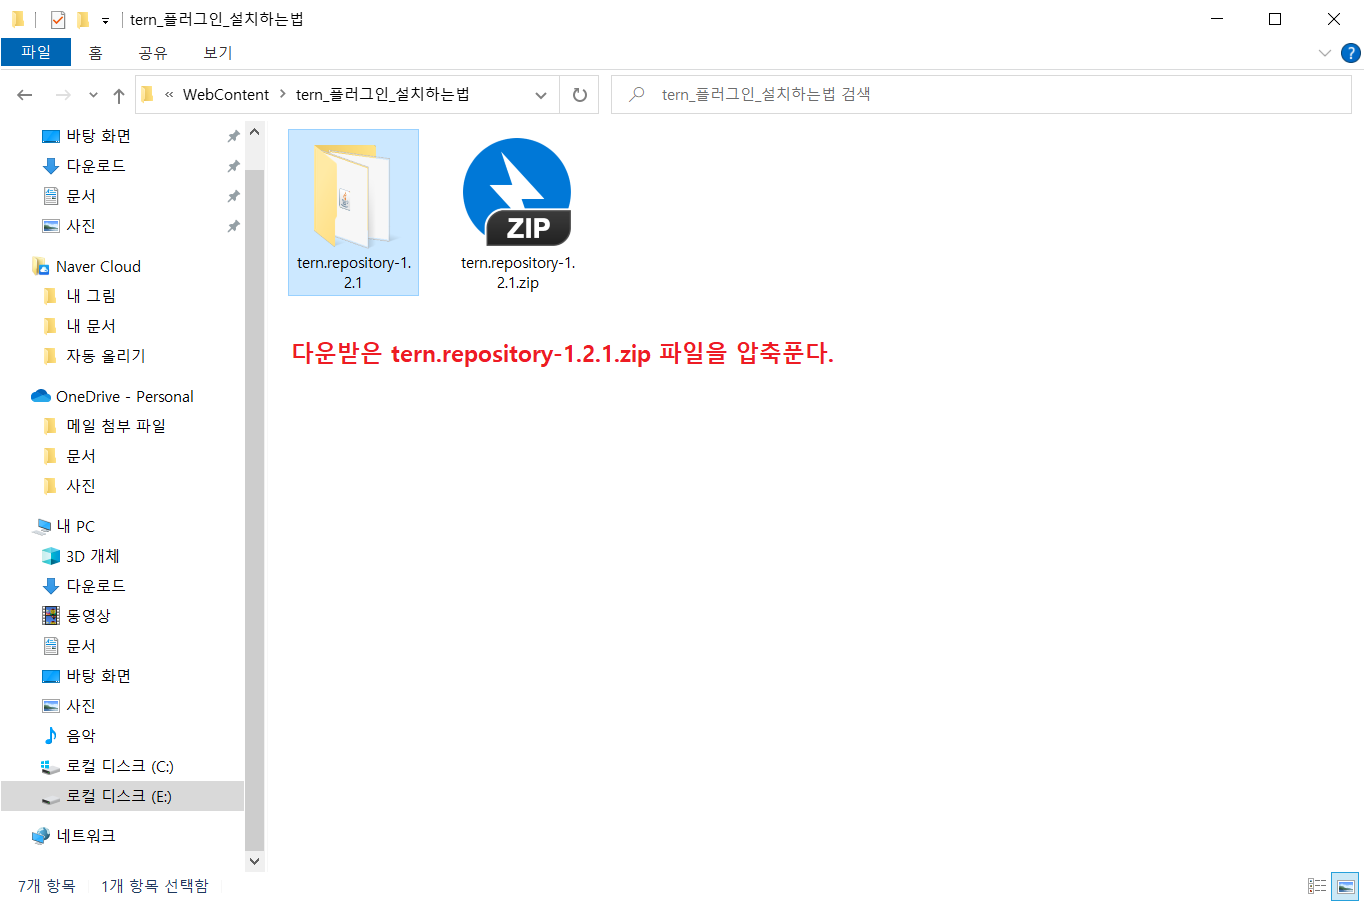 tern_플러그인_설치하는법
파일 홈 공유 보기
?
« WebContent > tern_플러그인_설치하는법
tern_플러그인_설치하는법 검색
바탕 화면
다운로드
문서
사진
Naver Cloud
내 그림
내 문서
자동 올리기
OneDrive - Personal
메일 첨부 파일
문서
사진
내 PC
3D 개체
다운로드
동영상
문서
바탕 화면
사진
음악
로컬 디스크 (C:)
로컬 디스크 (E:)
네트워크
tern.repository-1.
2.1
ZIP
tern.repository-1.
2.1.zip
다운받은 tern.repository-1.2.1.zip 파일을 압축푼다.
7개 항목 1개 항목 선택함